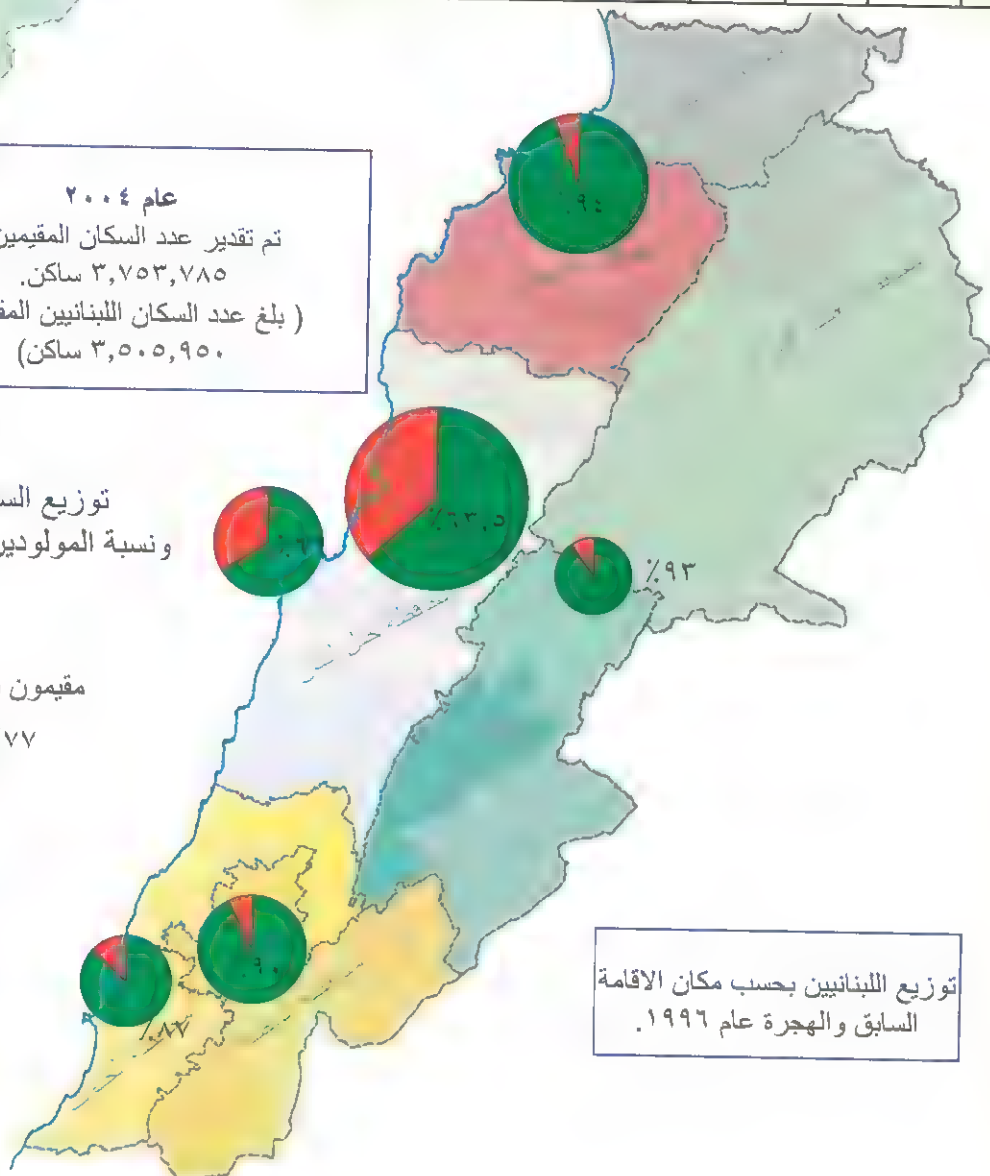 عام ٢٠٠٤
تم تقدير عدد السكان المقيمين
٣,٧٥٣,٧٨٥ ساكن.
( بلغ عدد السكان اللبنانيين
٣,٥٠٥,٩٥٠ ساكن)
٩٤
توزيع
ونسبة
٪٦٣,٥
٪٩٣
مقيمون
٧٧
٩٠
٪٨٧
توزيع اللبنانيين بحسب مكان الاقامة
السابق والهجرة عام ١٩٩٦.